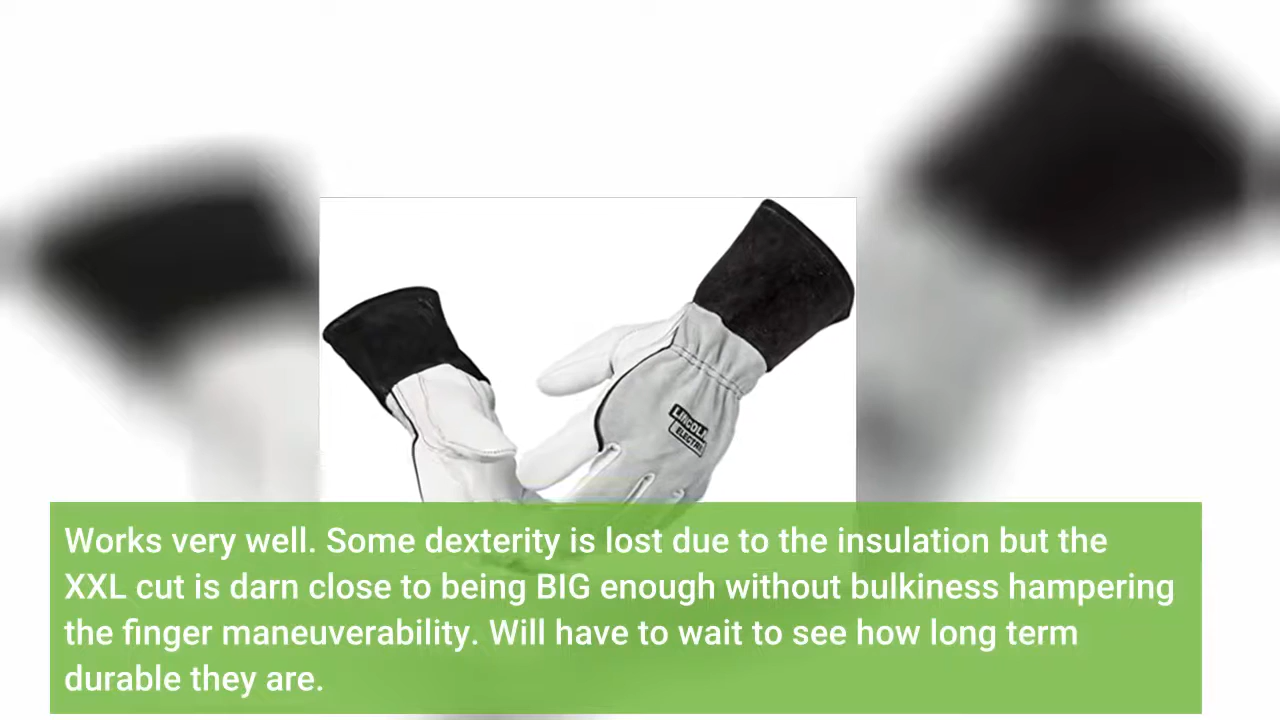 LINCOLN
ELECTRIC
Works very well. Some dexterity is lost due to the insulation but the
XXL cut is darn close to being BIG enough without bulkiness hampering
the finger maneuverability. Will have to wait to see how long term
durable they are.